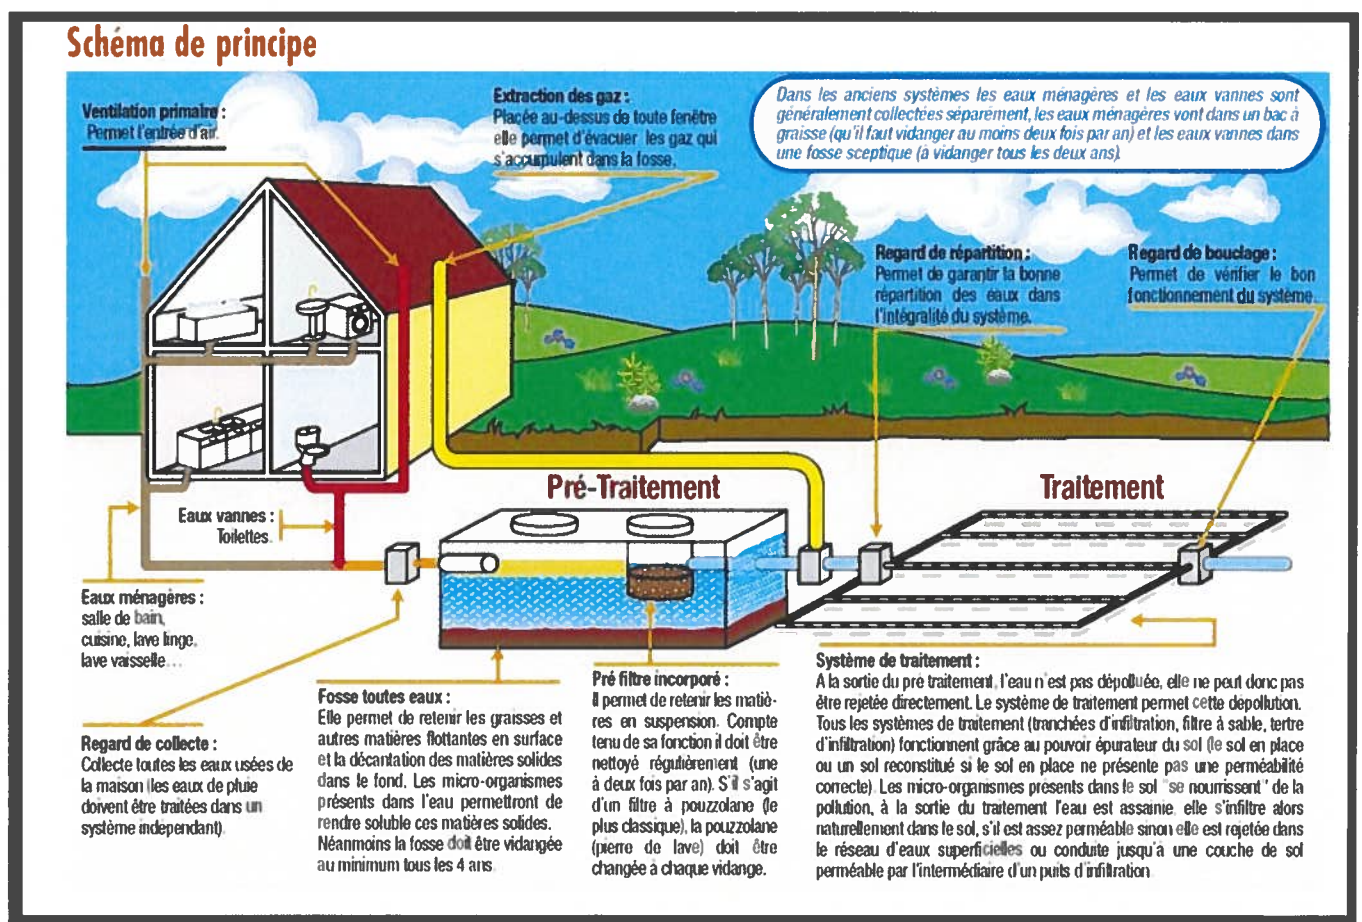 Schéma de principe
Ventilation primaire :
Permet l'entrée d'air.
Extraction des gaz :
Placée au-dessus de toute fenêtre
elle permet d'évacuer les gaz qui
s'accumulent dans la fosse.
Dans les anciens systèmes les eaux ménagères et les eaux vannes sont
généralement collectées séparément, les eaux ménagères vont dans un bac à
graisse (qu'il faut vidanger au moins deux fois par an) et les eaux vannes dans
une fosse sceptique (à vidanger tous les deux ans).
Regard de répartition :
Permet de garantir la bonne
répartition des eaux dans
l'intégralité du système.
Regard de bouclage :
Permet de vérifier le bon
fonctionnement du système.
Pré-Traitement
Traitement
Eaux vannes :
Toilettes.
Eaux ménagères :
salle de bain,
cuisine, lave linge,
lave vaisselle...
Regard de collecte :
Collecte toutes les eaux usées de
la maison (les eaux de pluie
doivent être traitées dans un
système independant).
Fosse toutes eaux :
Elle permet de retenir les graisses et
autres matières flottantes en surface
et la décantation des matières solides
dans le fond. Les micro-organismes
présents dans l'eau permettront de
rendre soluble ces matières solides.
Néanmoins la fosse doit être vidangée
au minimum tous les 4 ans.
Pré filtre incorporé :
Il permet de retenir les matiè-
res en suspension. Compte
tenu de sa fonction il doit être
nettoyé régulièrement (une
à deux fois par an). S'il s'agit
d'un filtre à pouzzolane (le
plus classique), la pouzzolane
(pierre de lave) doit être
changée à chaque vidange.
Système de traitement :
A la sortie du pré traitement, l'eau n'est pas dépolluée, elle ne peut donc pas
être rejetée directement. Le système de traitement permet cette dépollution.
Tous les systèmes de traitement (tranchées d'infiltration, filtre à sable, tertre
d'infiltration) fonctionnent grâce au pouvoir épurateur du sol (le sol en place
ou un sol reconstitué si le sol en place ne présente pas une perméabilité
correcte). Les micro-organismes présents dans le sol "se nourrissent" de la
pollution, à la sortie du traitement l'eau est assainie, elle s'infiltre alors
naturellement dans le sol, s'il est assez perméable sinon elle est rejetée dans
le réseau d'eaux superficielles ou conduite jusqu'à une couche de sol
perméable par l'intermédiaire d'un puits d'infiltration